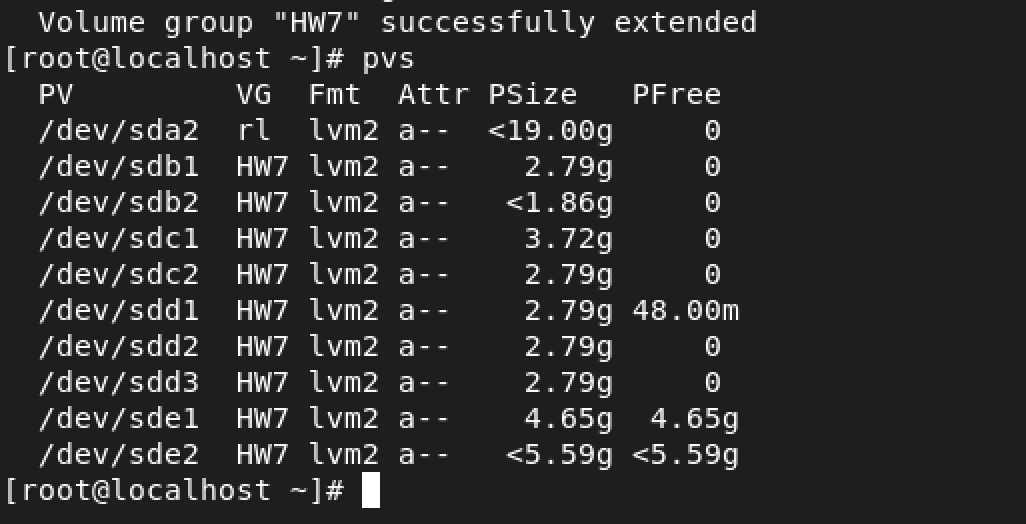 Volume group "HW7" successfully extended
[root@localhost ~]# pvs
  PV         VG  Fmt  Attr PSize   PFree
  /dev/sda2  rl  lvm2 a--  <19.00g     0
  /dev/sdb1  HW7 lvm2 a--    2.79g     0
  /dev/sdb2  HW7 lvm2 a--   <1.86g     0
  /dev/sdc1  HW7 lvm2 a--    3.72g     0
  /dev/sdc2  HW7 lvm2 a--    2.79g     0
  /dev/sdd1  HW7 lvm2 a--    2.79g 48.00m
  /dev/sdd2  HW7 lvm2 a--    2.79g     0
  /dev/sdd3  HW7 lvm2 a--    2.79g     0
  /dev/sde1  HW7 lvm2 a--    4.65g  4.65g
  /dev/sde2  HW7 lvm2 a--   <5.59g <5.59g
[root@localhost ~]#